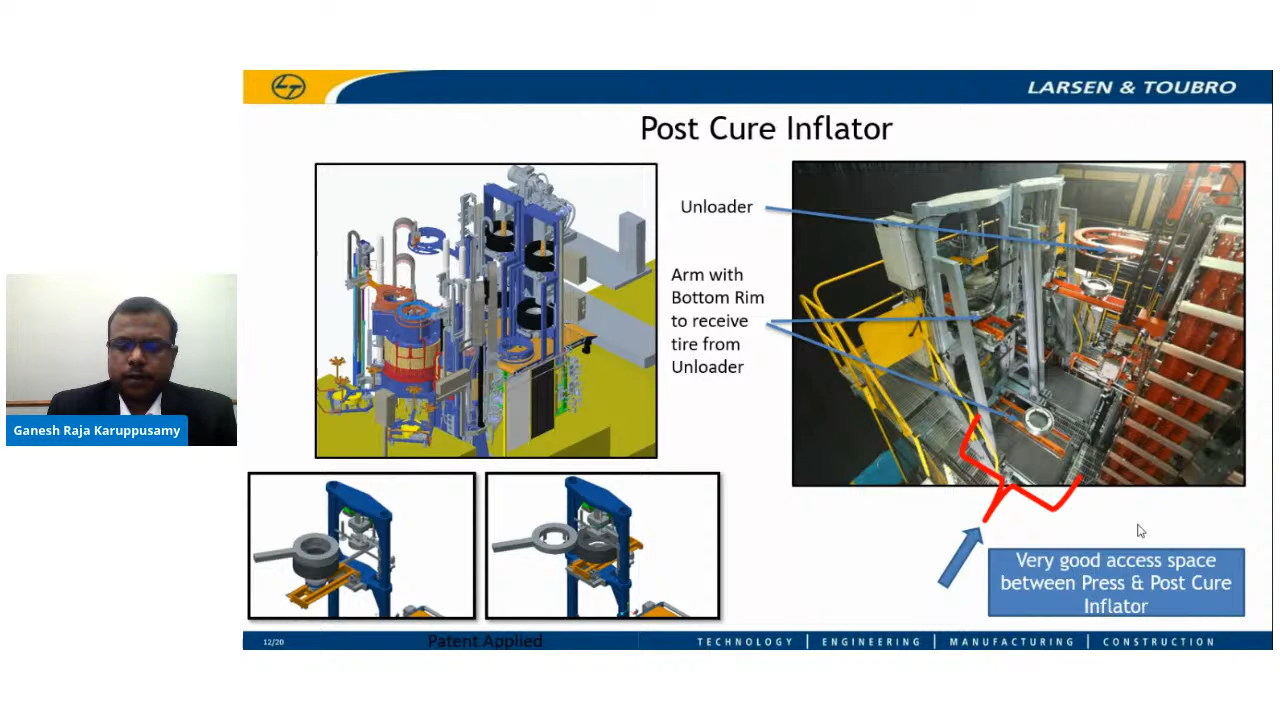 LT
LARSEN & TOUBRO
Post Cure Inflator
Unloader
Arm with
Bottom Rim
to receive
tire from
Unloader
Ganesh Raja Karuppusamy
Very good access space
between Press & Post Cure
Inflator
12/20
Patent Applied
TECHNOLOGY | ENGINEERING | MANUFACTURING | CONSTRUCTION